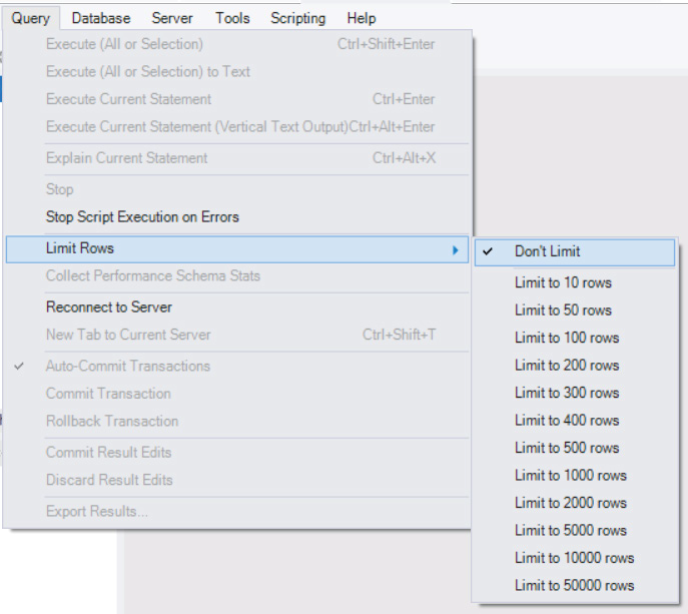 Query Database Server Tools Scripting Help
Execute (All or Selection) Ctrl+Shift+Enter
Execute (All or Selection) to Text
Execute Current Statement Ctrl+Enter
Execute Current Statement (Vertical Text Output)Ctrl+Alt+Enter
Explain Current Statement Ctrl+Alt+X
Stop
Stop Script Execution on Errors
Limit Rows
Collect Performance Schema Stats
Reconnect to Server
New Tab to Current Server Ctrl+Shift+T
Auto-Commit Transactions
Commit Transaction
Rollback Transaction
Commit Result Edits
Discard Result Edits
Export Results...
Don't Limit
Limit to 10 rows
Limit to 50 rows
Limit to 100 rows
Limit to 200 rows
Limit to 300 rows
Limit to 400 rows
Limit to 500 rows
Limit to 1000 rows
Limit to 2000 rows
Limit to 5000 rows
Limit to 10000 rows
Limit to 50000 rows